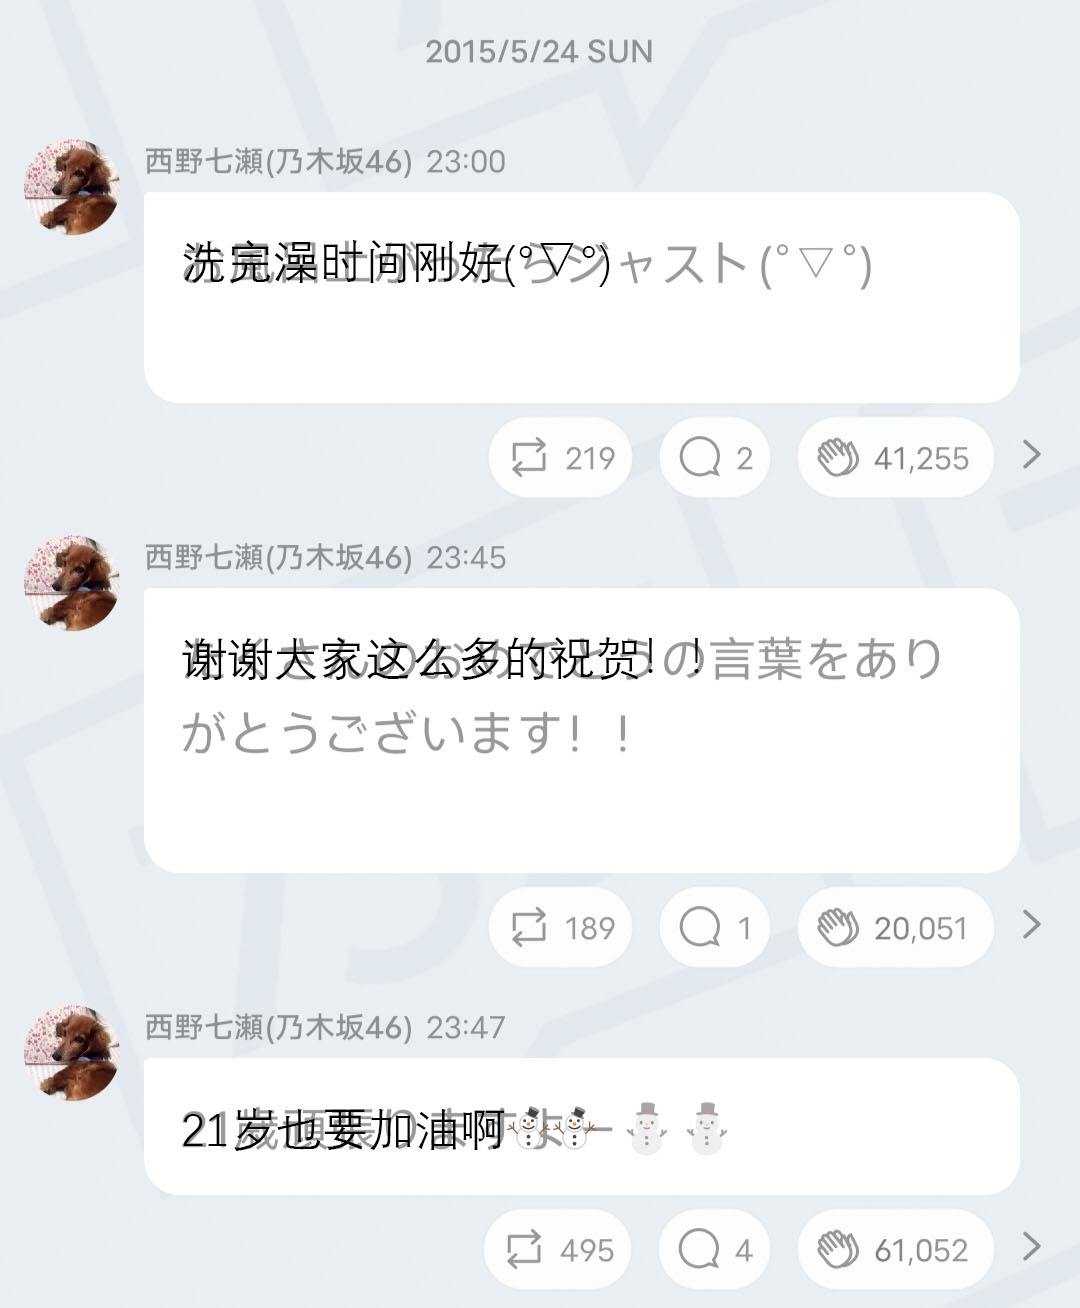 2015/5/24 SUN
西野七瀬(乃木坂46) 23:00
洗完澡时间刚好(°▽°)
ジャスト(°▽°)
219 2 41,255
西野七瀬(乃木坂46) 23:45
谢谢大家这么多的祝贺！！
の言葉をあり
がとうございます！！
189 1 20,051
西野七瀬(乃木坂46) 23:47
21岁也要加油啊☃☃
☃☃
495 4 61,052